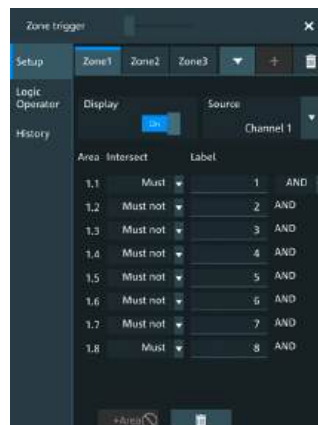 Zone trigger
Setup
Logic Operator
History
Zone1 Zone2 Zone3
Display
On
Source
Channel 1
Area Intersect Label
1.1 Must 1 AND
1.2 Must not 2 AND
1.3 Must not 3 AND
1.4 Must not 4 AND
1.5 Must not 5 AND
1.6 Must not 6 AND
1.7 Must not 7 AND
1.8 Must 8 AND
+Area